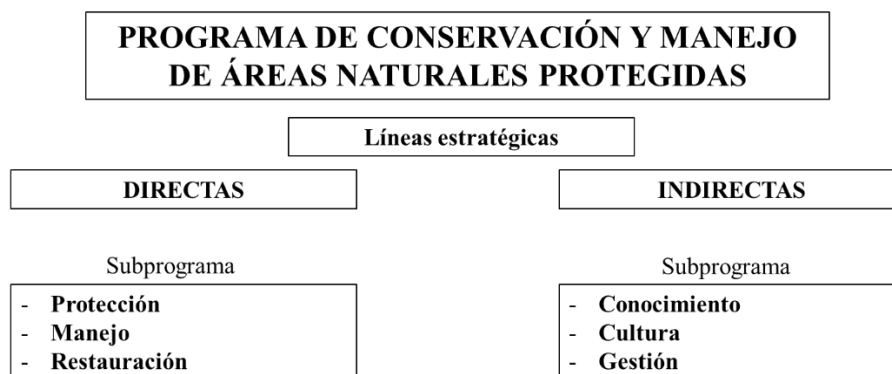 PROGRAMA DE CONSERVACIÓN Y MANEJO
DE ÁREAS NATURALES PROTEGIDAS
Líneas estratégicas
DIRECTAS
INDIRECTAS
Subprograma
- Protección
- Manejo
- Restauración
Subprograma
- Conocimiento
- Cultura
- Gestión